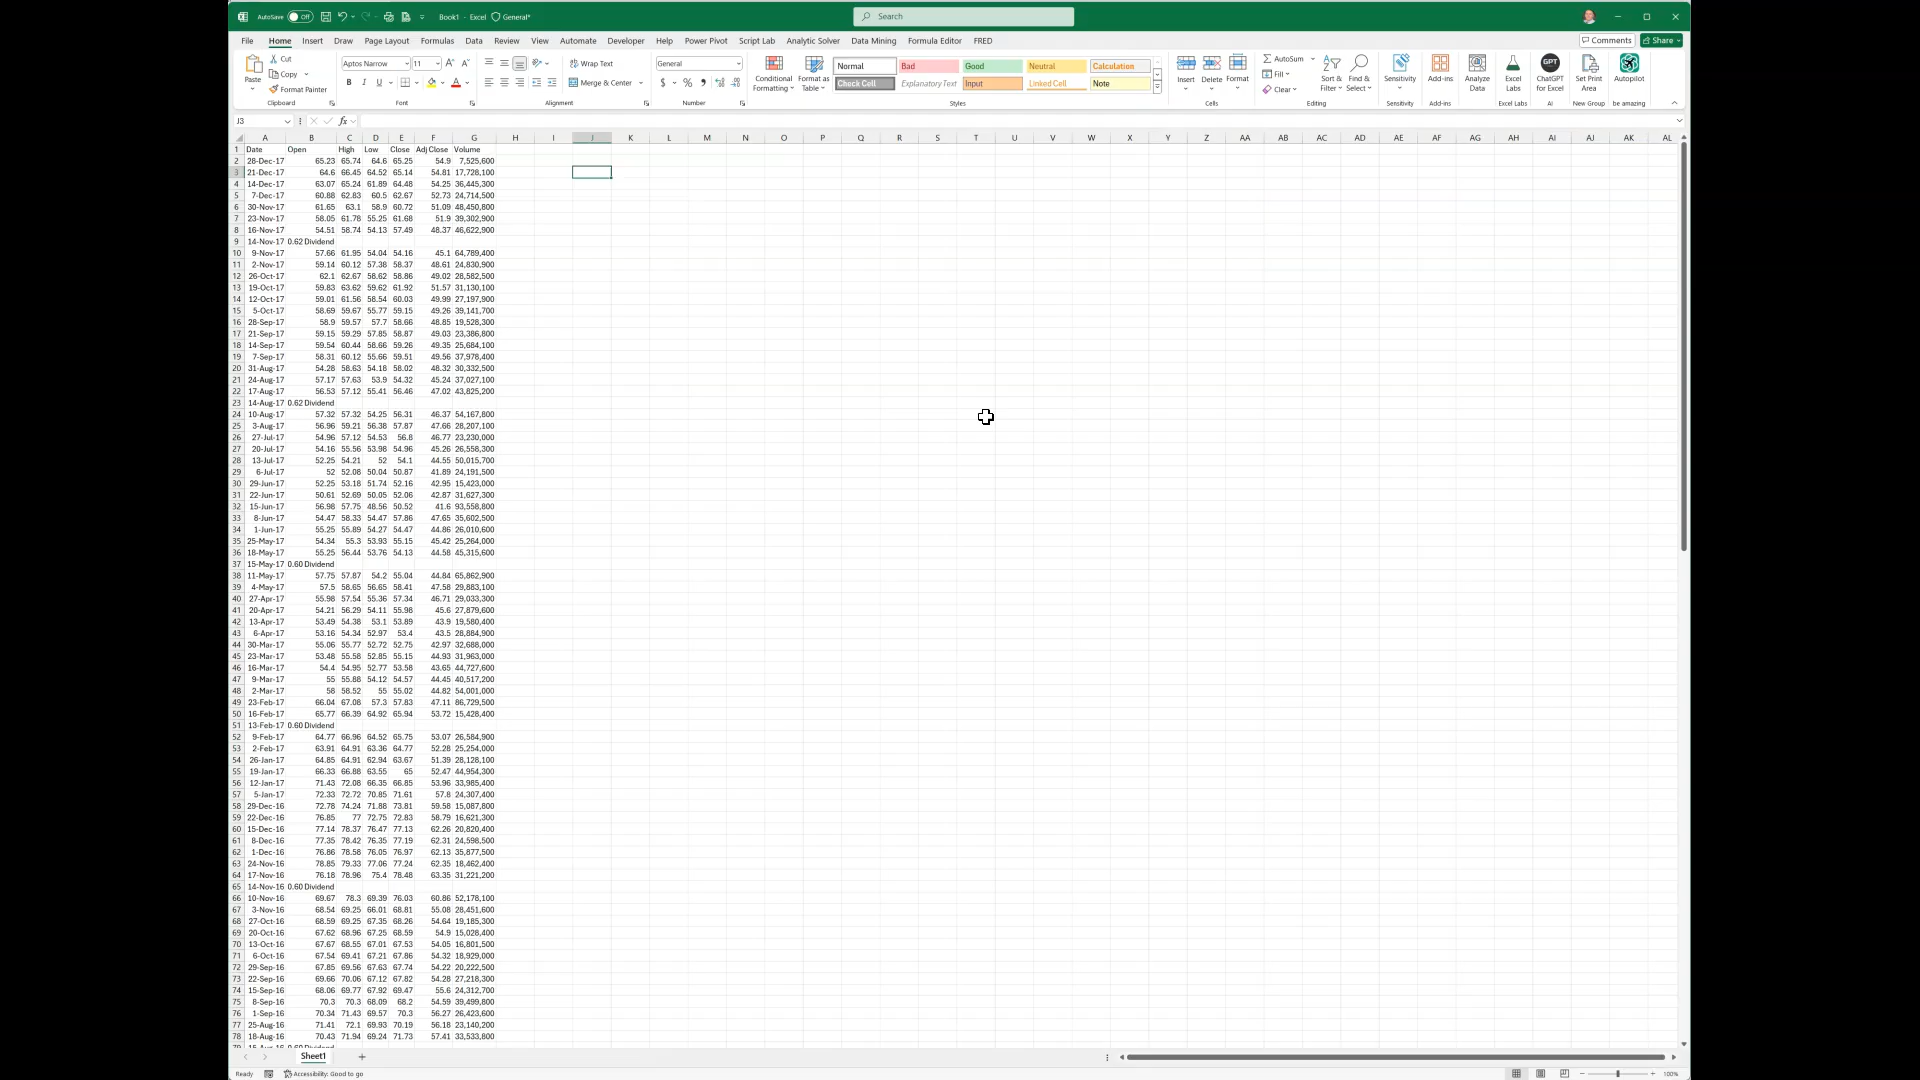 AutoSave Off Book1 - Excel General* Search
File Home Insert Draw Page Layout Formulas Data Review View Automate Developer Help Power Pivot Script Lab Analytic Solver Data Mining Formula Editor FRED Comments Share
Paste Cut Copy Format Painter Clipboard
Aptos Narrow 11 Font
Wrap Text Merge & Center Alignment
General Number
Conditional Formatting Format as Table
Normal Bad Good Neutral Calculation
Check Cell Explanatory Text Input Linked Cell Note
Styles
Insert Delete Format Cells
AutoSum Fill Clear Sort & Filter Find & Select Editing
Sensitivity Sensitivity
Add-ins Add-ins
Analyze Data
Excel Labs Excel Labs
ChatGPT for Excel AI
Set Print Area New Group
Autopilot be amazing
J3 fx
A B C D E F G H I J K L M N O P Q R S T U V W X Y Z AA AB AC AD AE AF AG AH AI AJ AK AL
1 Date Open High Low Close Adj Close Volume
2 28-Dec-17 65.23 65.74 64.6 65.25 54.9 7,525,600
3 21-Dec-17 64.6 66.45 64.52 65.14 54.81 17,728,100
4 14-Dec-17 63.07 65.24 61.89 64.48 54.25 36,445,300
5 7-Dec-17 60.88 62.83 60.5 62.67 52.73 24,714,500
6 30-Nov-17 61.65 63.1 58.9 60.72 51.09 48,450,800
7 23-Nov-17 58.05 61.78 55.25 61.68 51.9 39,302,900
8 16-Nov-17 54.51 58.74 54.13 57.49 48.37 46,622,900
9 14-Nov-17 0.62 Dividend
10 9-Nov-17 57.66 61.95 54.04 54.16 45.1 64,789,400
11 2-Nov-17 59.14 60.12 57.38 58.37 48.61 24,830,900
12 26-Oct-17 62.1 62.67 58.62 58.86 49.02 28,582,500
13 19-Oct-17 59.83 63.62 59.62 61.92 51.57 31,130,100
14 12-Oct-17 59.01 61.56 58.54 60.03 49.99 27,197,900
15 5-Oct-17 58.69 59.67 55.77 59.15 49.26 39,141,700
16 28-Sep-17 58.9 59.57 57.7 58.66 48.85 19,528,300
17 21-Sep-17 59.15 59.29 57.85 58.87 49.03 23,386,800
18 14-Sep-17 59.54 60.44 58.66 59.26 49.35 25,684,100
19 7-Sep-17 58.31 60.12 55.66 59.51 49.56 37,978,400
20 31-Aug-17 54.28 58.63 54.18 58.02 48.32 30,332,500
21 24-Aug-17 57.17 57.63 53.9 54.32 45.24 37,027,100
22 17-Aug-17 56.53 57.12 55.41 56.46 47.02 43,825,200
23 14-Aug-17 0.62 Dividend
24 10-Aug-17 57.32 57.32 54.25 56.31 46.37 54,167,800
25 3-Aug-17 56.96 59.21 56.38 57.87 47.66 28,207,100
26 27-Jul-17 54.96 57.12 54.53 56.8 46.77 23,230,000
27 20-Jul-17 54.16 55.56 53.98 54.96 45.26 26,558,300
28 13-Jul-17 52.25 54.21 52 54.1 44.55 50,015,700
29 6-Jul-17 52 52.08 50.04 50.87 41.89 24,191,500
30 29-Jun-17 52.25 53.18 51.74 52.16 42.95 15,423,000
31 22-Jun-17 50.61 52.69 50.05 52.06 42.87 31,627,300
32 15-Jun-17 56.98 57.75 48.56 50.52 41.6 93,558,800
33 8-Jun-17 54.47 58.33 54.47 57.86 47.65 35,602,500
34 1-Jun-17 55.25 55.89 54.27 54.47 44.86 26,010,600
35 25-May-17 54.34 55.3 53.93 55.15 45.42 25,264,000
36 18-May-17 55.25 56.44 53.76 54.13 44.58 45,315,600
37 15-May-17 0.60 Dividend
38 11-May-17 57.75 57.87 54.2 55.04 44.84 65,862,900
39 4-May-17 57.5 58.65 56.65 58.41 47.58 29,883,100
40 27-Apr-17 55.98 57.54 55.36 57.34 46.71 29,033,300
41 20-Apr-17 54.21 56.29 54.11 55.98 45.6 27,879,600
42 13-Apr-17 53.49 54.38 53.1 53.89 43.9 19,580,400
43 6-Apr-17 53.16 54.34 52.97 53.4 43.5 28,884,900
44 30-Mar-17 55.06 55.77 52.72 52.75 42.97 32,688,000
45 23-Mar-17 53.48 55.58 52.85 55.15 44.93 31,963,000
46 16-Mar-17 54.4 54.95 52.77 53.58 43.65 44,727,600
47 9-Mar-17 55 55.88 54.12 54.57 44.45 40,517,200
48 2-Mar-17 58 58.52 55 55.02 44.82 54,001,000
49 23-Feb-17 66.04 67.08 57.3 57.83 47.11 86,729,500
50 16-Feb-17 65.77 66.39 64.92 65.94 53.72 15,428,400
51 13-Feb-17 0.60 Dividend
52 9-Feb-17 64.77 66.96 64.52 65.75 53.07 26,584,900
53 2-Feb-17 63.91 64.91 63.36 64.77 52.28 25,254,000
54 26-Jan-17 64.85 64.91 62.94 63.67 51.39 28,128,100
55 19-Jan-17 66.33 66.88 63.55 65 52.47 44,954,300
56 12-Jan-17 71.43 72.08 66.35 66.85 53.96 33,985,400
57 5-Jan-17 72.33 72.72 70.85 71.61 57.8 24,307,400
58 29-Dec-16 72.78 74.24 71.88 73.81 59.58 15,087,800
59 22-Dec-16 76.85 77 72.75 72.83 58.79 16,621,300
60 15-Dec-16 77.14 78.37 76.47 77.13 62.26 20,820,400
61 8-Dec-16 77.35 78.42 76.35 77.19 62.31 24,598,500
62 1-Dec-16 76.86 78.58 76.05 76.97 62.13 35,877,500
63 24-Nov-16 78.85 79.33 77.06 77.24 62.35 18,462,400
64 17-Nov-16 76.18 78.96 75.4 78.48 63.35 31,221,200
65 14-Nov-16 0.60 Dividend
66 10-Nov-16 69.67 78.3 69.39 76.03 60.86 52,178,100
67 3-Nov-16 68.54 69.25 66.01 68.81 55.08 28,451,600
68 27-Oct-16 68.59 69.25 67.35 68.26 54.64 19,185,300
69 20-Oct-16 67.62 68.96 67.25 68.59 54.9 15,028,400
70 13-Oct-16 67.67 68.55 67.01 67.53 54.05 16,801,500
71 6-Oct-16 67.54 69.41 67.21 67.86 54.32 18,929,000
72 29-Sep-16 67.85 69.56 67.63 67.74 54.22 20,222,500
73 22-Sep-16 69.66 70.06 67.12 67.82 54.28 27,218,300
74 15-Sep-16 68.06 69.77 67.92 69.47 55.6 24,312,700
75 8-Sep-16 70.3 70.3 68.09 68.2 54.59 39,499,800
76 1-Sep-16 70.34 71.43 69.57 70.3 56.27 26,423,600
77 25-Aug-16 71.41 72.1 69.93 70.19 56.18 23,140,200
78 18-Aug-16 70.43 71.94 69.24 71.73 57.41 33,533,800
79 15-Aug-16 0.60 Dividend
Sheet1 +
Ready Accessibility: Good to go 100%